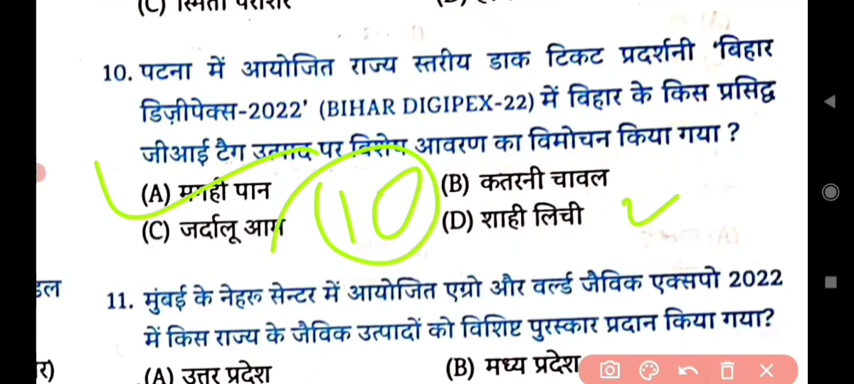 (C) स्मिता पराशर
10. पटना में आयोजित राज्य स्तरीय डाक टिकट प्रदर्शनी 'बिहार
डिज़ीपेक्स-2022' (BIHAR DIGIPEX-22) में बिहार के किस प्रसिद्ध
जीआई टैग उत्पाद पर विशेष आवरण का विमोचन किया गया ?
(A) मगही पान (B) कतरनी चावल
10
(C) जर्दालू आम (D) शाही लिची
11. मुंबई के नेहरू सेन्टर में आयोजित एग्रो और वर्ल्ड जैविक एक्सपो 2022
में किस राज्य के जैविक उत्पादों को विशिष्ट पुरस्कार प्रदान किया गया?
(A) उत्तर प्रदेश (B) मध्य प्रदेश